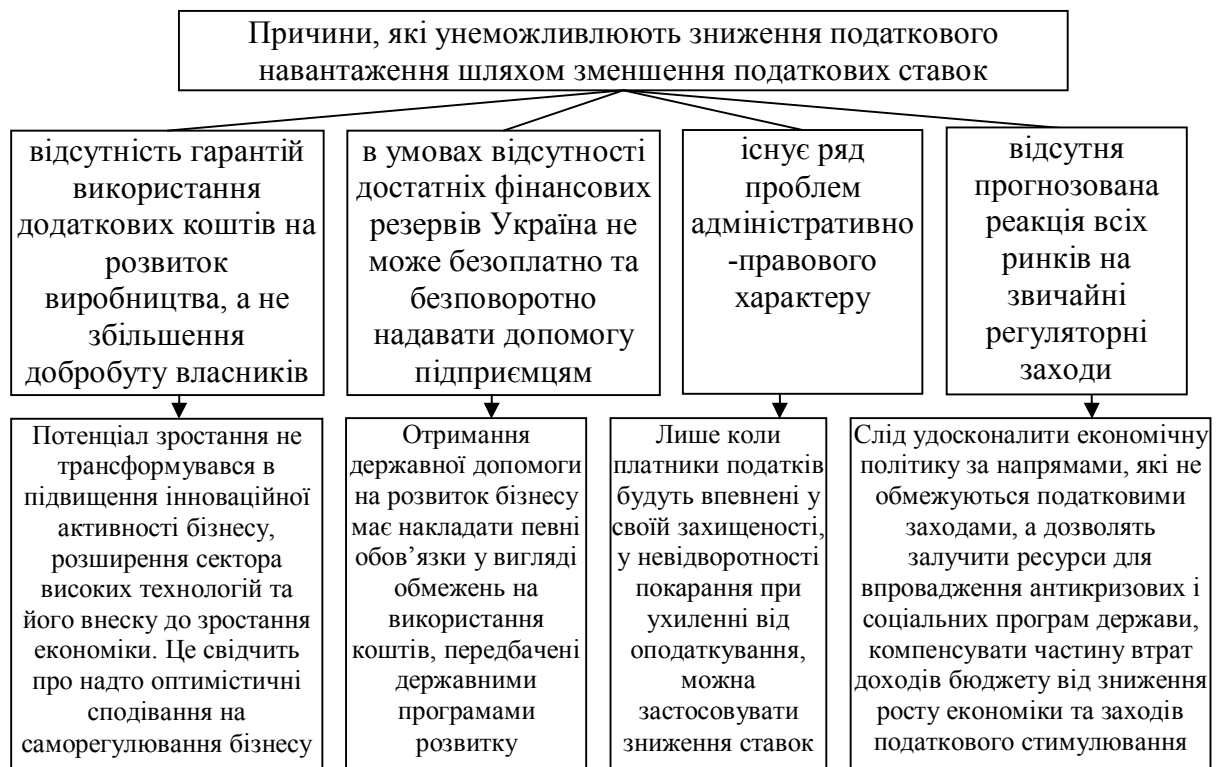 Причини, які унеможливлюють зниження податкового
навантаження шляхом зменшення податкових ставок
відсутність гарантій
використання
додаткових коштів на
розвиток
виробництва, а не
збільшення
добробуту власників
в умовах відсутності
достатніх фінансових
резервів Україна не
може безоплатно та
безповоротно
надавати допомогу
підприємцям
існує ряд
проблем
адміністративно
-правового
характеру
відсутня
прогнозована
реакція всіх
ринків на
звичайні
регуляторні
заходи
Потенціал зростання не
трансформувався в
підвищення інноваційної
активності бізнесу,
розширення сектора
високих технологій та
його внеску до зростання
економіки. Це свідчить
про надто оптимістичні
сподівання на
саморегулювання бізнесу
Отримання
державної допомоги
на розвиток бізнесу
має накладати певні
обов’язки у вигляді
обмежень на
використання
коштів, передбачені
державними
програмами
розвитку
Лише коли
платники податків
будуть впевнені у
своїй захищеності,
у невідворотності
покарання при
ухиленні від
оподаткування,
можна
застосовувати
зниження ставок
Слід удосконалити економічну
політику за напрямами, які не
обмежуються податковими
заходами, а дозволять
залучити ресурси для
впровадження антикризових і
соціальних програм держави,
компенсувати частину втрат
доходів бюджету від зниження
росту економіки та заходів
податкового стимулювання